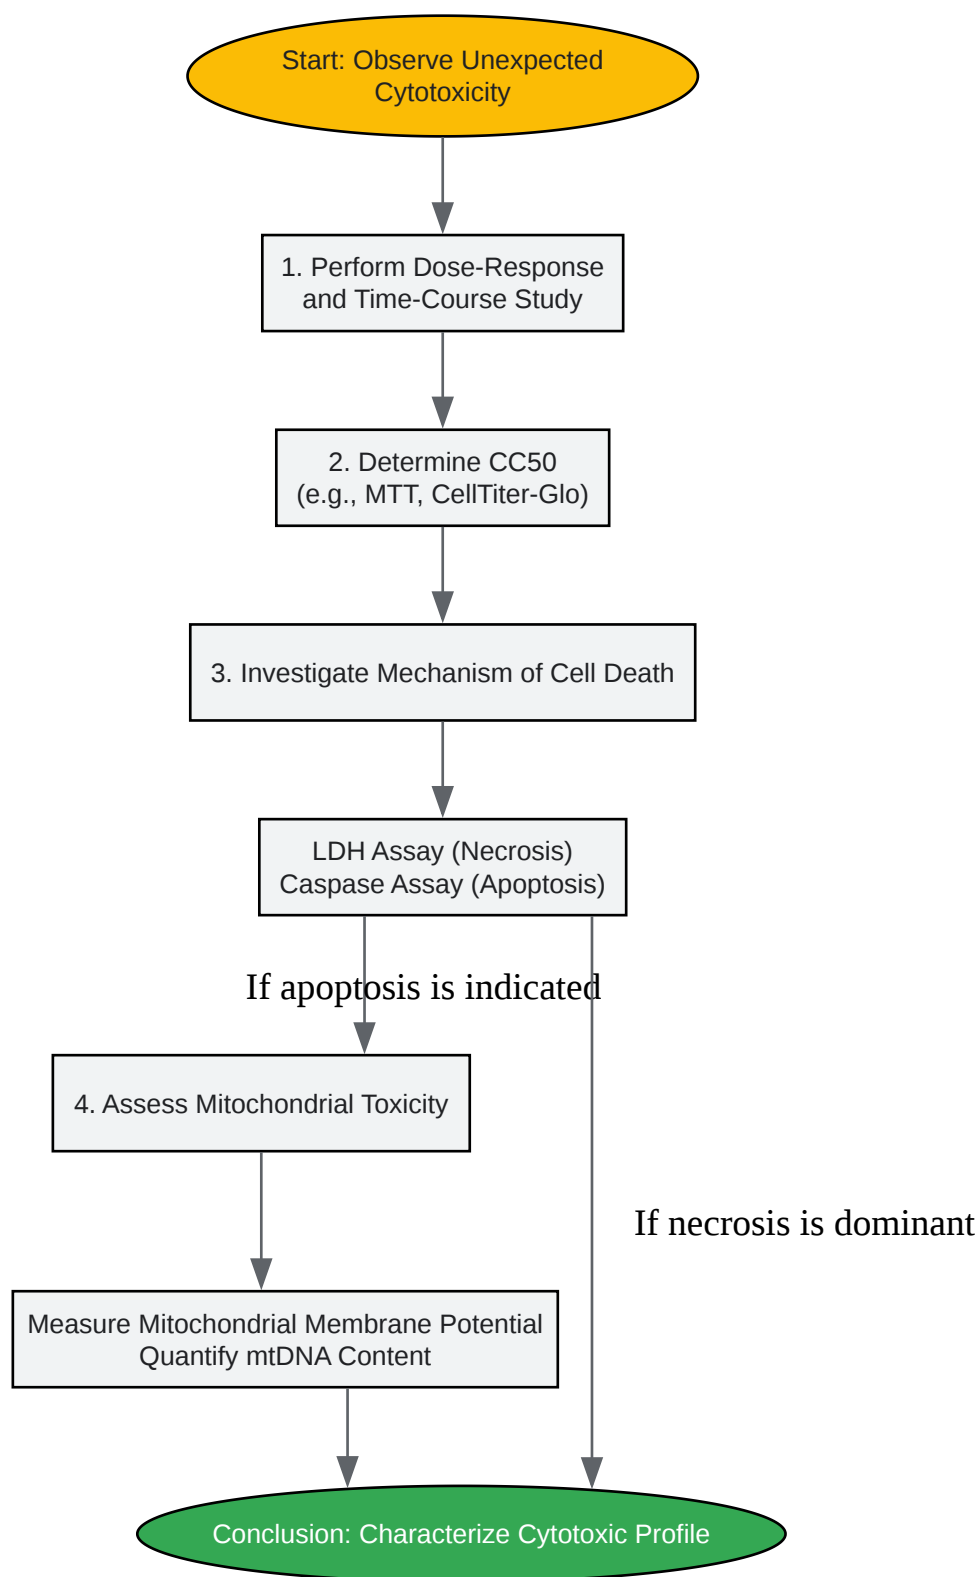 Start: Observe Unexpected
Cytotoxicity
1. Perform Dose-Response
and Time-Course Study
2. Determine CC50
(e.g., MTT, CellTiter-Glo)
3. Investigate Mechanism of Cell Death
LDH Assay (Necrosis)
Caspase Assay (Apoptosis)
If apoptosis is indicated
4. Assess Mitochondrial Toxicity
If necrosis is dominant
Measure Mitochondrial Membrane Potential
Quantify mtDNA Content
Conclusion: Characterize Cytotoxic Profile